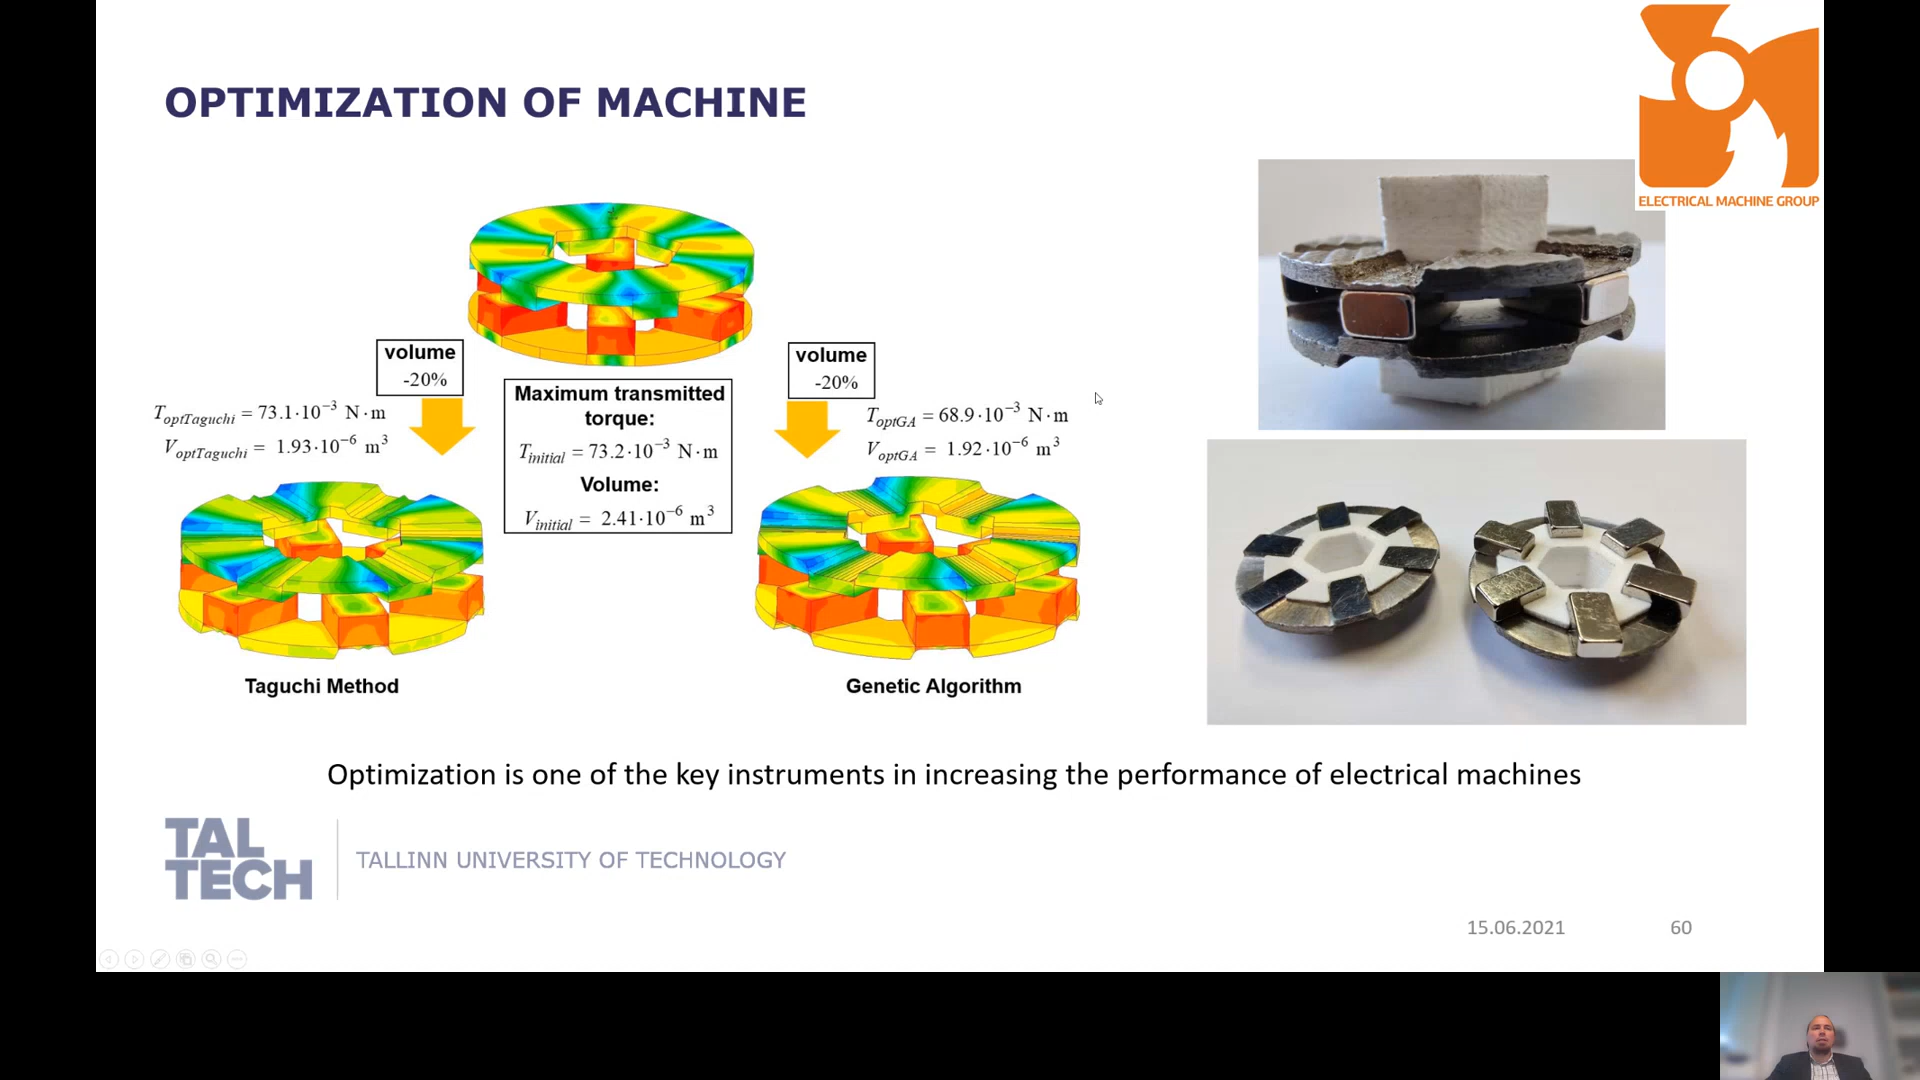 OPTIMIZATION OF MACHINE
ELECTRICAL MACHINE GROUP
volume
-20%
T_optTaguchi = 73.1·10⁻³ N·m
V_optTaguchi = 1.93·10⁻⁶ m³
Maximum transmitted
torque:
T_initial = 73.2·10⁻³ N·m
Volume:
V_initial = 2.41·10⁻⁶ m³
volume
-20%
T_optGA = 68.9·10⁻³ N·m
V_optGA = 1.92·10⁻⁶ m³
Taguchi Method
Genetic Algorithm
Optimization is one of the key instruments in increasing the performance of electrical machines
TAL
TECH
TALLINN UNIVERSITY OF TECHNOLOGY
15.06.2021
60